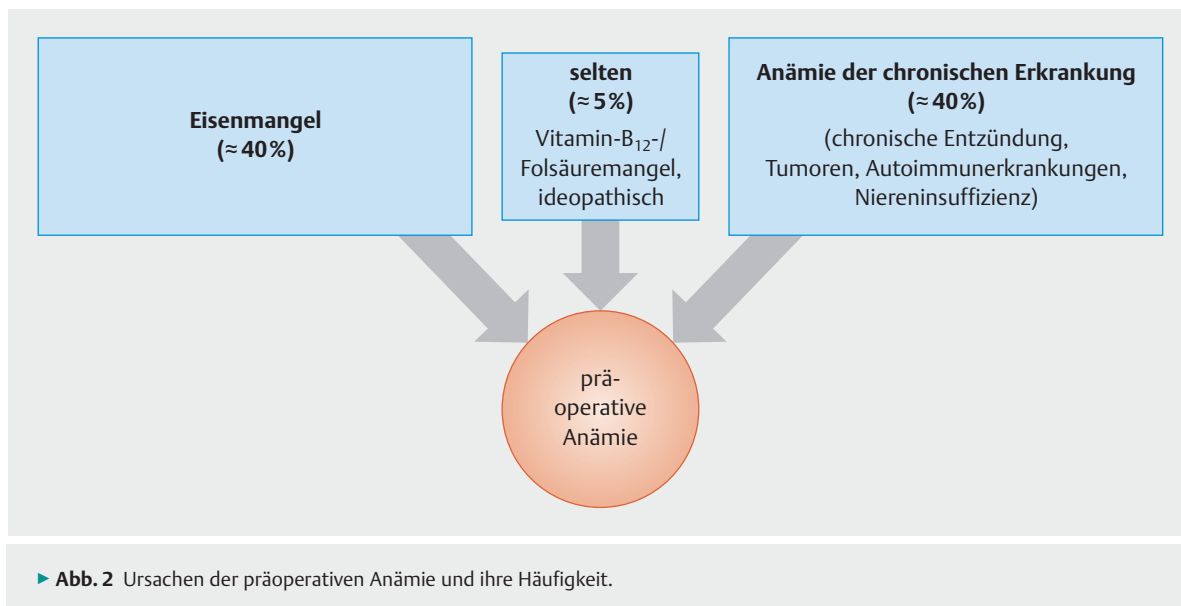 Eisenmangel
(≈ 40%)
selten
(≈ 5%)
Vitamin-B₁₂-/
Folsäuremangel,
ideopathisch
Anämie der chronischen Erkrankung
(≈ 40%)
(chronische Entzündung,
Tumoren, Autoimmunerkrankungen,
Niereninsuffizienz)
prä-
operative
Anämie
► Abb. 2 Ursachen der präoperativen Anämie und ihre Häufigkeit.